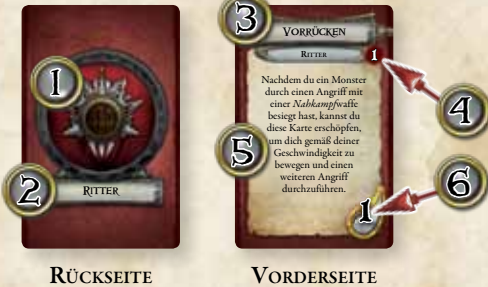 1
2
RITTER
RÜCKSEITE
3
VORRÜCKEN
RITTER
1
Nachdem du ein Monster
durch einen Angriff mit
einer Nahkampfwaffe
besiegt hast, kannst du
diese Karte erschöpfen,
um dich gemäß deiner
Geschwindigkeit zu
bewegen und einen
weiteren Angriff
durchzuführen.
4
5
6
1
VORDERSEITE